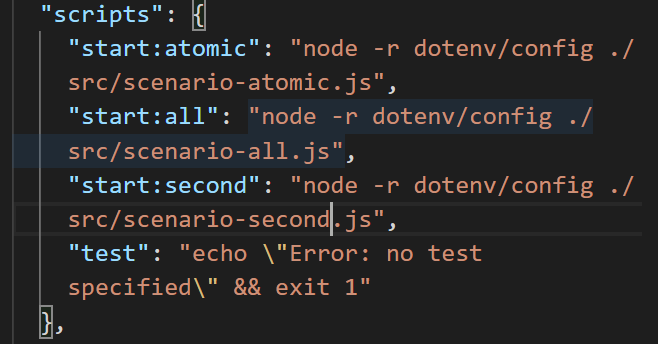 "scripts": {
"start:atomic": "node -r dotenv/config ./
src/scenario-atomic.js",
"start:all": "node -r dotenv/config ./
src/scenario-all.js",
"start:second": "node -r dotenv/config ./
src/scenario-second.js",
"test": "echo \"Error: no test
specified\" && exit 1"
},